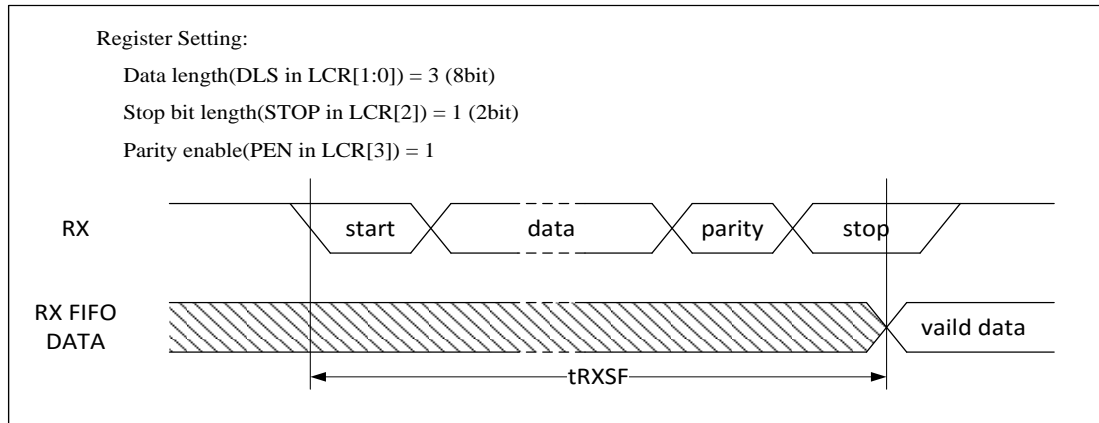 Register Setting:
Data length(DLS in LCR[1:0]) = 3 (8bit)
Stop bit length(STOP in LCR[2]) = 1 (2bit)
Parity enable(PEN in LCR[3]) = 1
RX
start
data
parity
stop
RX FIFO
DATA
vaild data
tRXSF